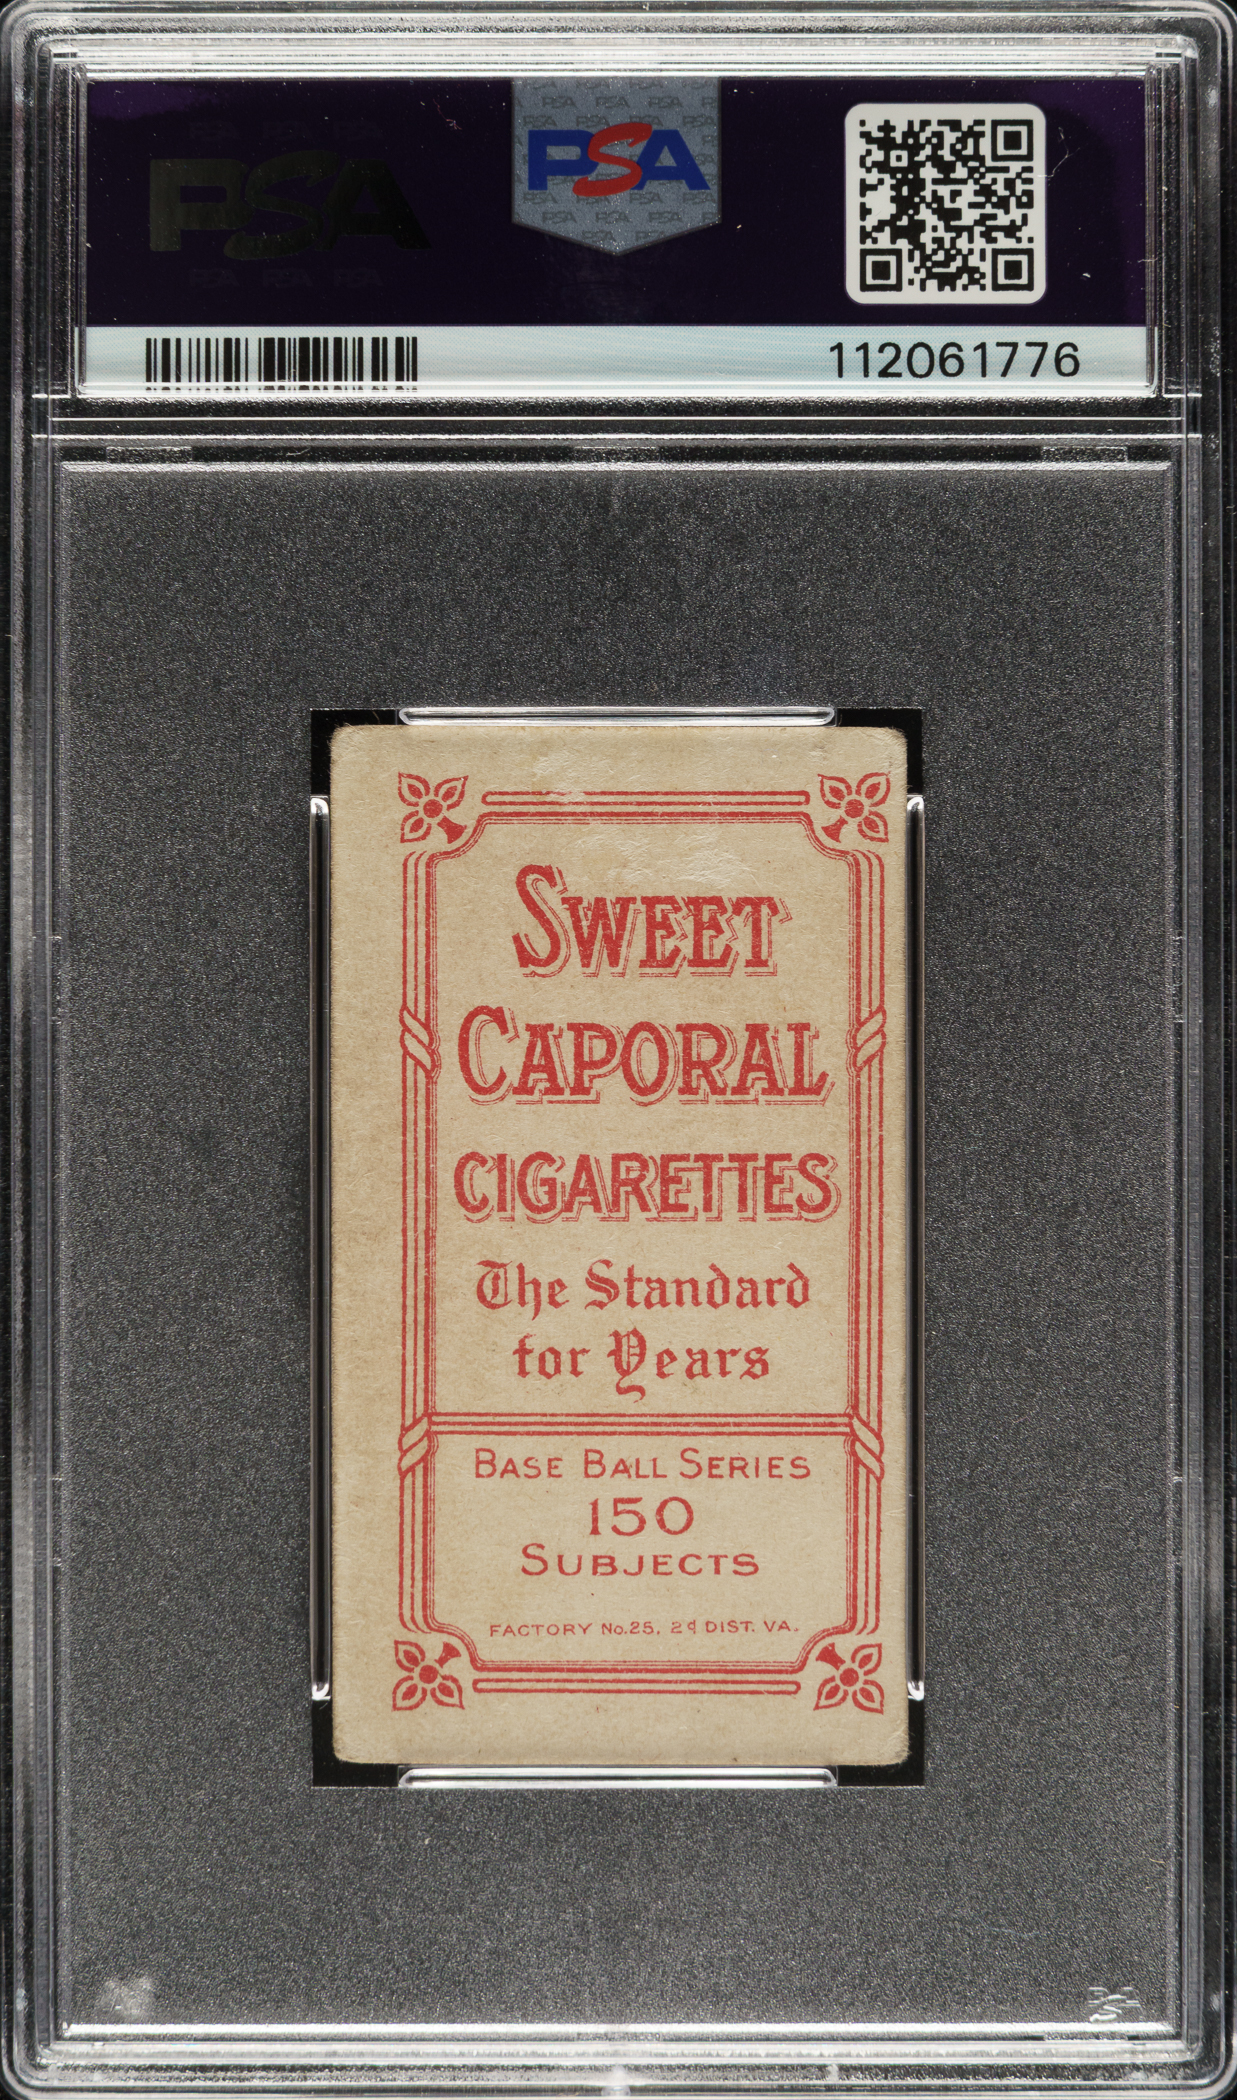 PSA
PSA
112061776
SWEET
CAPORAL
CIGARETTES
The Standard
for Years
BASE BALL SERIES
150
SUBJECTS
FACTORY No.25, 2d DIST. VA.